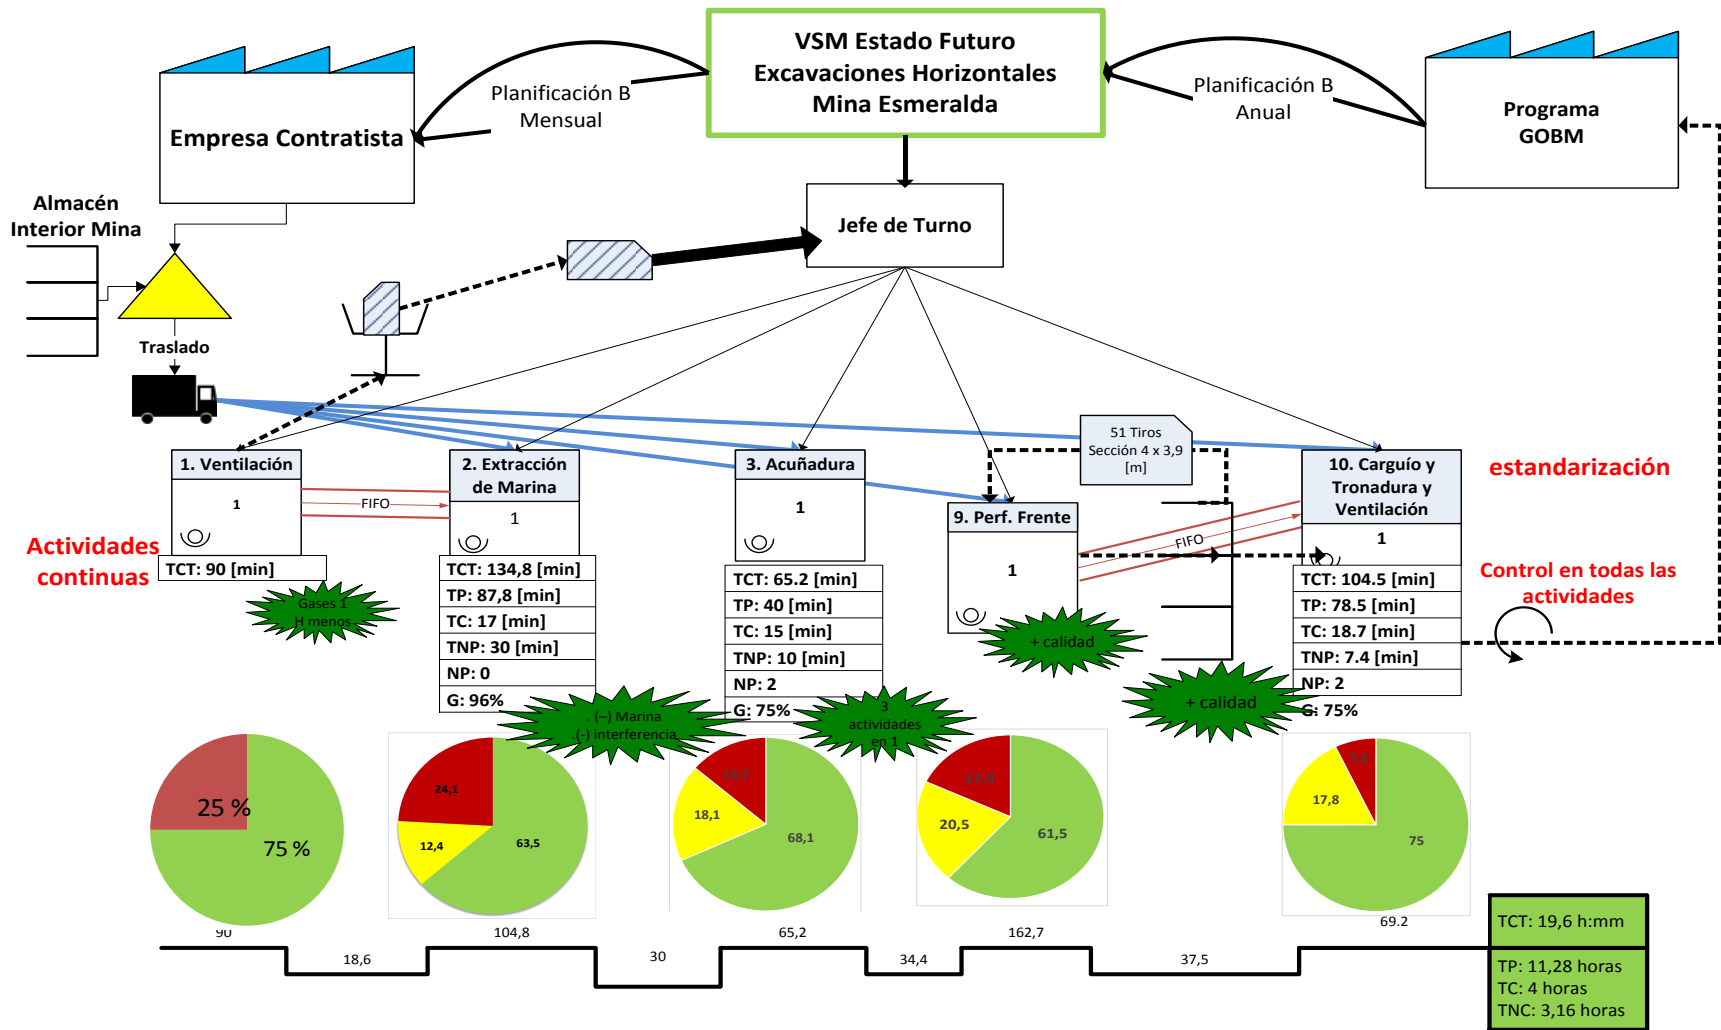 VSM Estado Futuro
Excavaciones Horizontales
Mina Esmeralda
Planificación B
Mensual
Planificación B
Anual
Empresa Contratista
Programa
GOBM
Almacén
Interior Mina
Jefe de Turno
Traslado
51 Tiros
Sección 4 x 3,9
[m]
1. Ventilación
1
FIFO
2. Extracción
de Marina
1
3. Acuñadura
1
9. Perf. Frente
1
FIFO
10. Carguío y
Tronadura y
Ventilación
1
estandarización
Actividades
continuas
Control en todas las
actividades
TCT: 90 [min]
TCT: 134,8 [min]
TP: 87,8 [min]
TC: 17 [min]
TNP: 30 [min]
NP: 0
G: 96%
TCT: 65.2 [min]
TP: 40 [min]
TC: 15 [min]
TNP: 10 [min]
NP: 2
G: 75%
TCT: 104.5 [min]
TP: 78.5 [min]
TC: 18.7 [min]
TNP: 7.4 [min]
NP: 2
G: 75%
Gases 1
H menos
. (–) Marina
.(-) interferencia
3
actividades
en 1
+ calidad
+ calidad
25 %
75 %
24,1
12,4
63,5
18,1
68,1
17,9
20,5
61,5
17,8
75
90
18,6
104,8
30
65,2
34,4
162,7
37,5
69.2
TCT: 19,6 h:mm
TP: 11,28 horas
TC: 4 horas
TNC: 3,16 horas